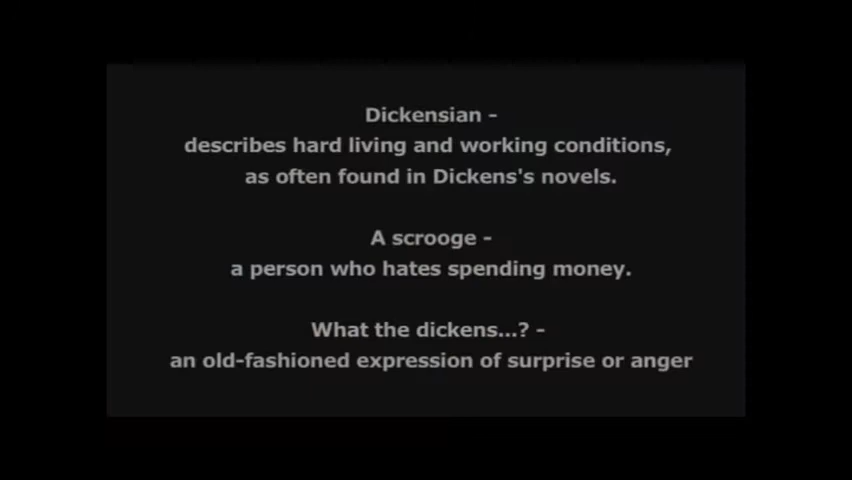 Dickensian -
describes hard living and working conditions,
as often found in Dickens's novels.
A scrooge -
a person who hates spending money.
What the dickens...? -
an old-fashioned expression of surprise or anger